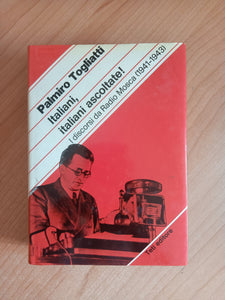 Palmiro Togliatti
Italiani,
italiani ascoltate!
I discorsi da Radio Mosca (1941-1943)
Teti editore